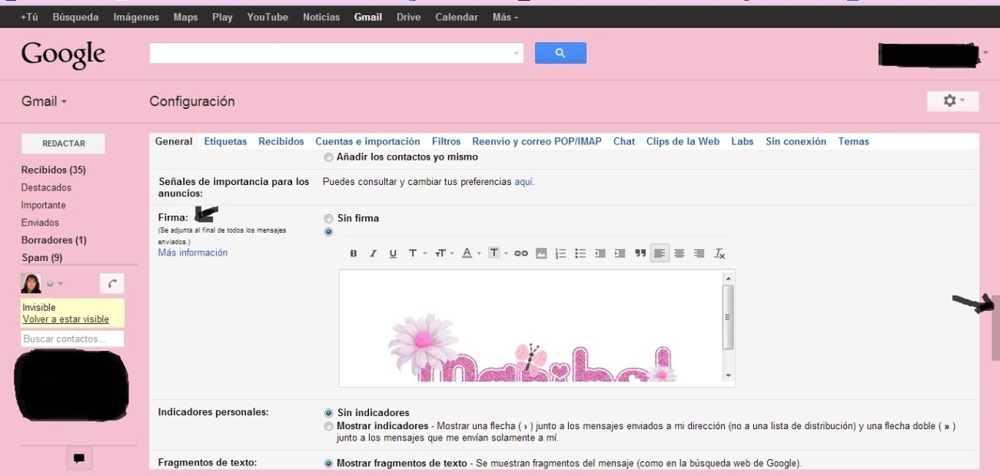 +Tú Búsqueda Imágenes Maps Play YouTube Noticias Gmail Drive Calendar Más
Google
Gmail
Configuración
REDACTAR
Recibidos (35)
Destacados
Importante
Enviados
Borradores (1)
Spam (9)
Invisible
Volver a estar visible
Buscar contactos...
General Etiquetas Recibidos Cuentas e importación Filtros Reenvío y correo POP/IMAP Chat Clips de la Web Labs Sin conexión Temas
Añadir los contactos yo mismo
Señales de importancia para los
anuncios:
Puedes consultar y cambiar tus preferencias aquí.
Firma:
(Se adjunta al final de todos los mensajes
enviados.)
Más información
Sin firma
B I U T TT A T
Indicadores personales:
Sin indicadores
Mostrar indicadores - Mostrar una flecha ( › ) junto a los mensajes enviados a mi dirección (no a una lista de distribución) y una flecha doble ( » )
junto a los mensajes que me envían solamente a mí.
Fragmentos de texto:
Mostrar fragmentos de texto - Se muestran fragmentos del mensaje (como en la búsqueda web de Google).